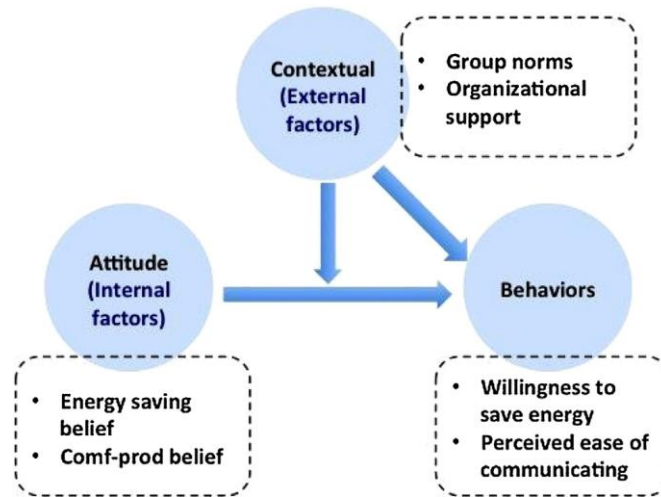 Contextual
(External
factors)
• Group norms
• Organizational
support
Attitude
(Internal
factors)
Behaviors
• Energy saving
belief
• Comf-prod belief
• Willingness to
save energy
• Perceived ease of
communicating